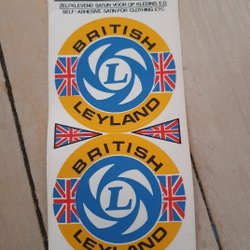 ZELFKLEVEND SATIJN VOOR OP KLEDING E.D.
SELF-ADHESIVE SATIN FOR CLOTHING ETC.
BRITISH
L
LEYLAND
BRITISH
L
LEYLAND